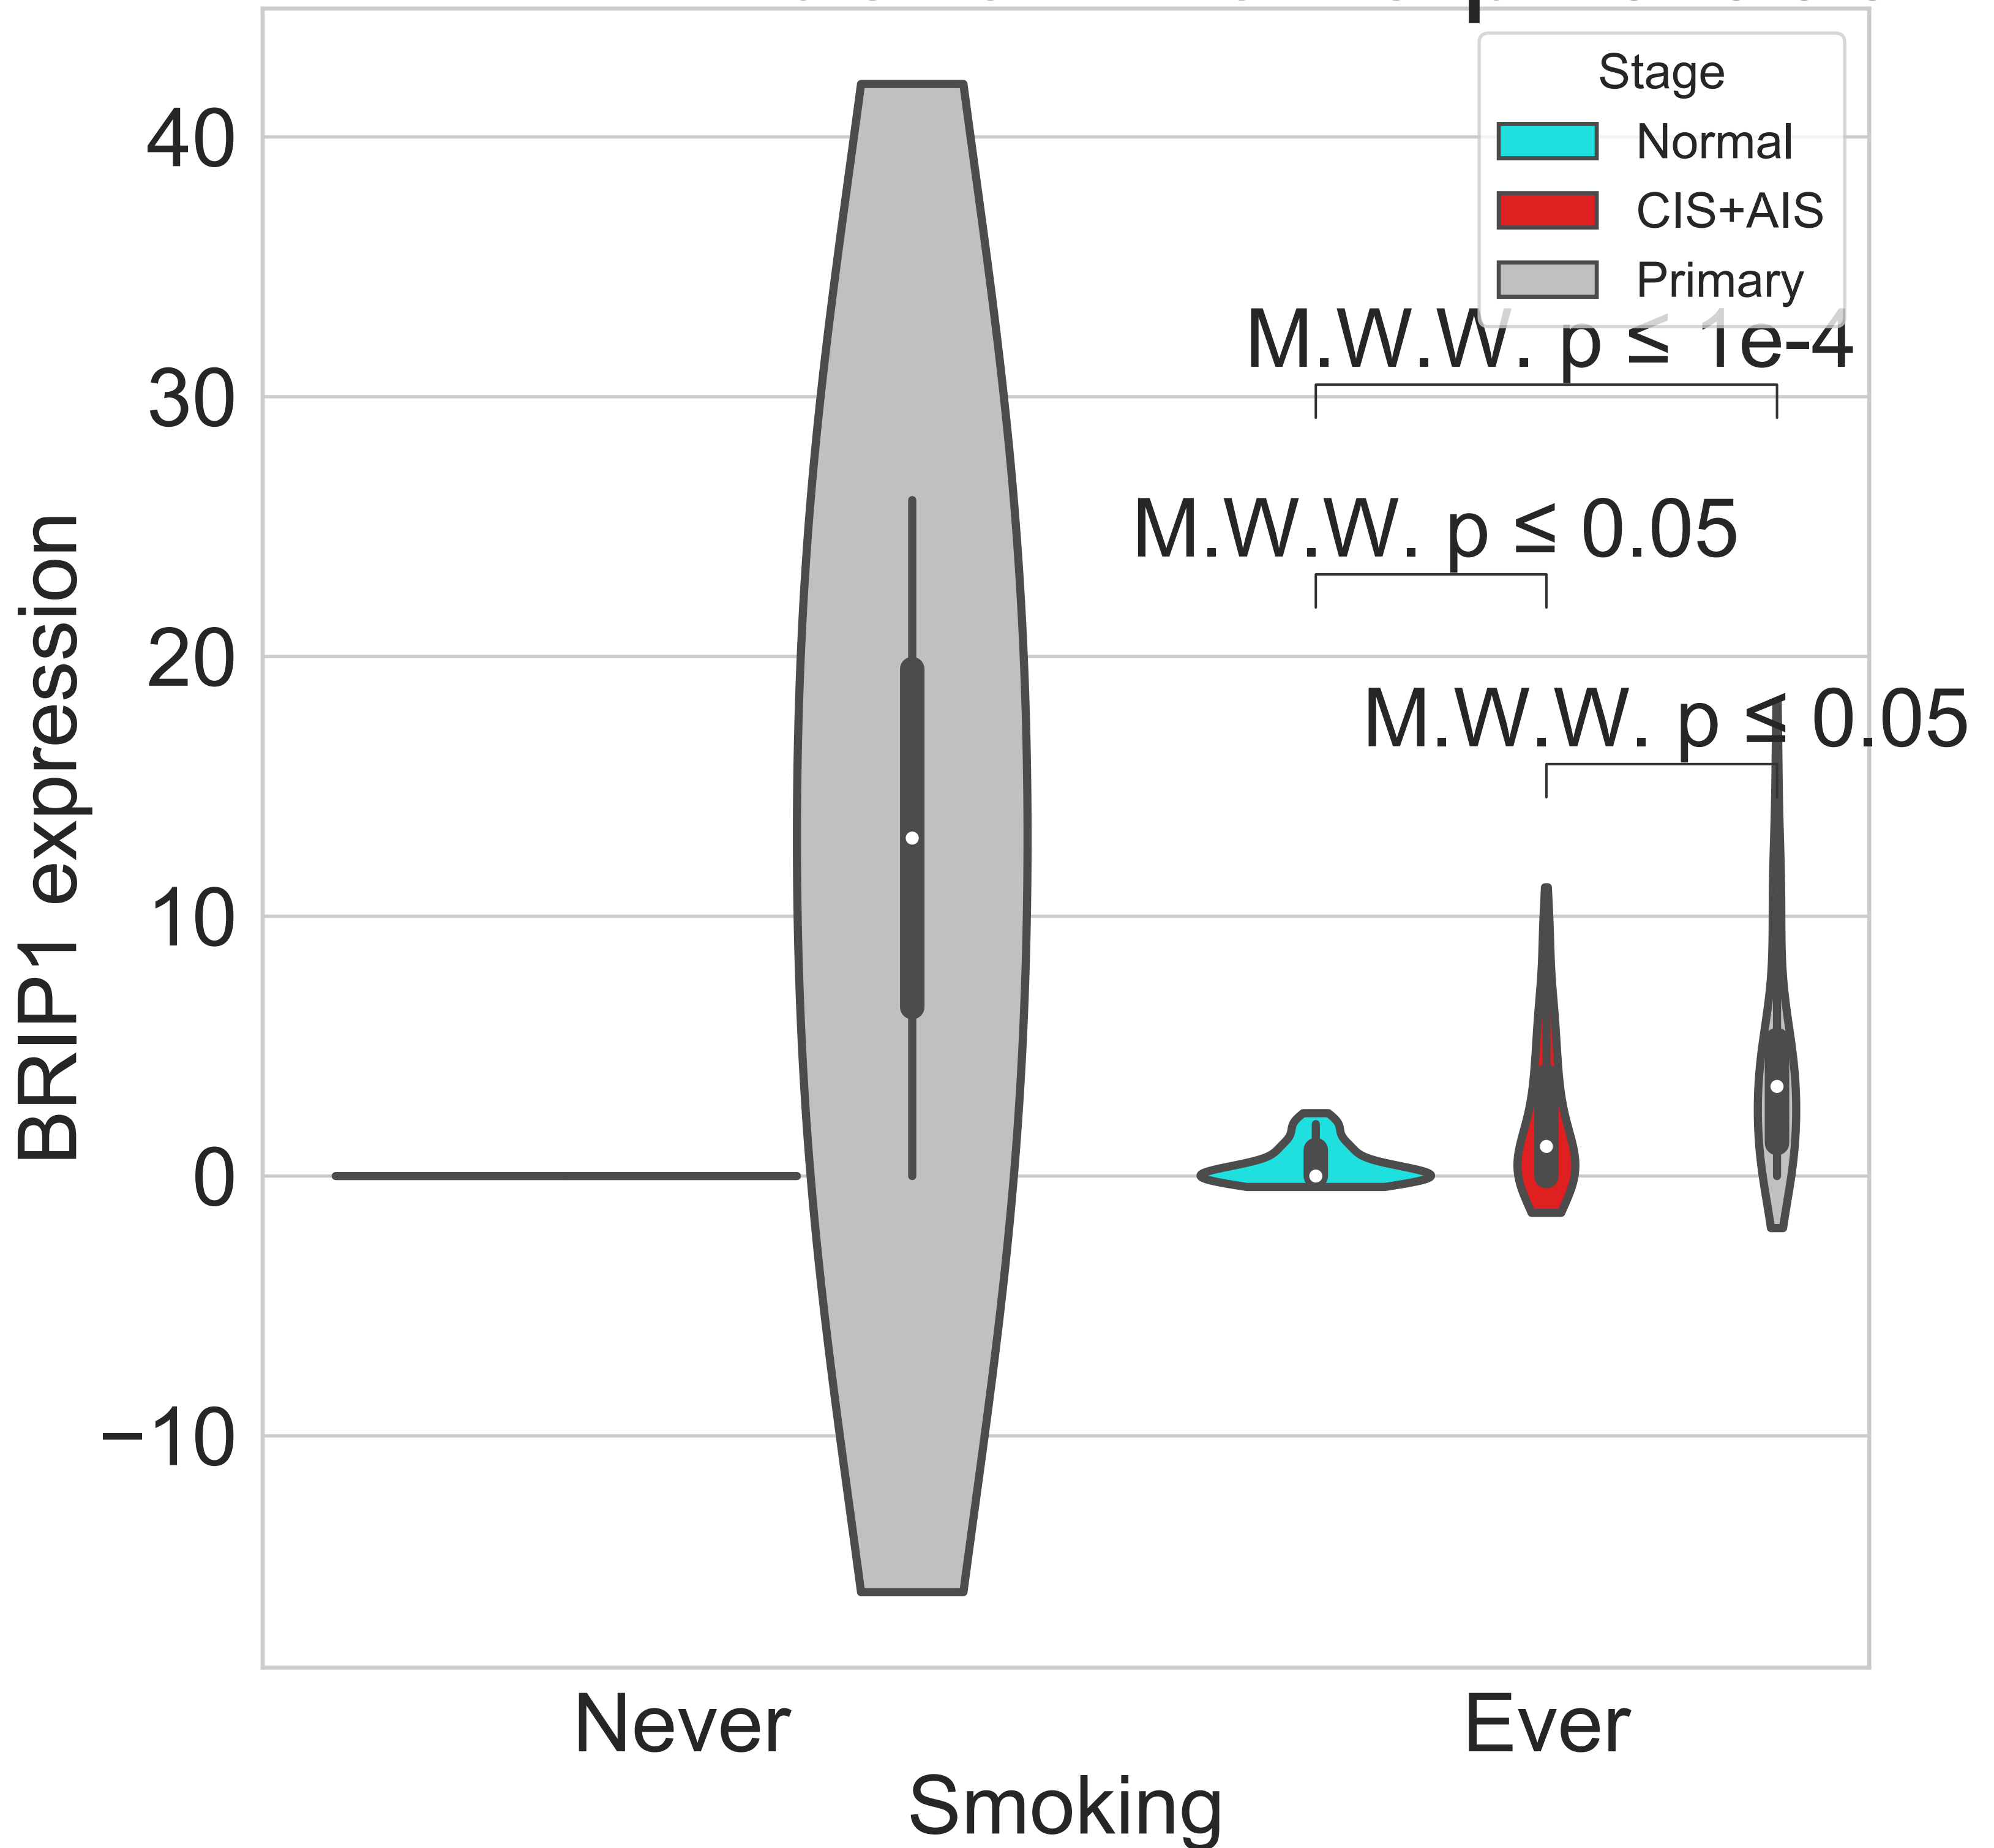 Stage
Normal
CIS+AIS
Primary
M.W.W. p ≤ 1e-4
M.W.W. p ≤ 0.05
M.W.W. p ≤ 0.05
40
30
20
10
0
−10
BRIP1 expression
Never
Ever
Smoking